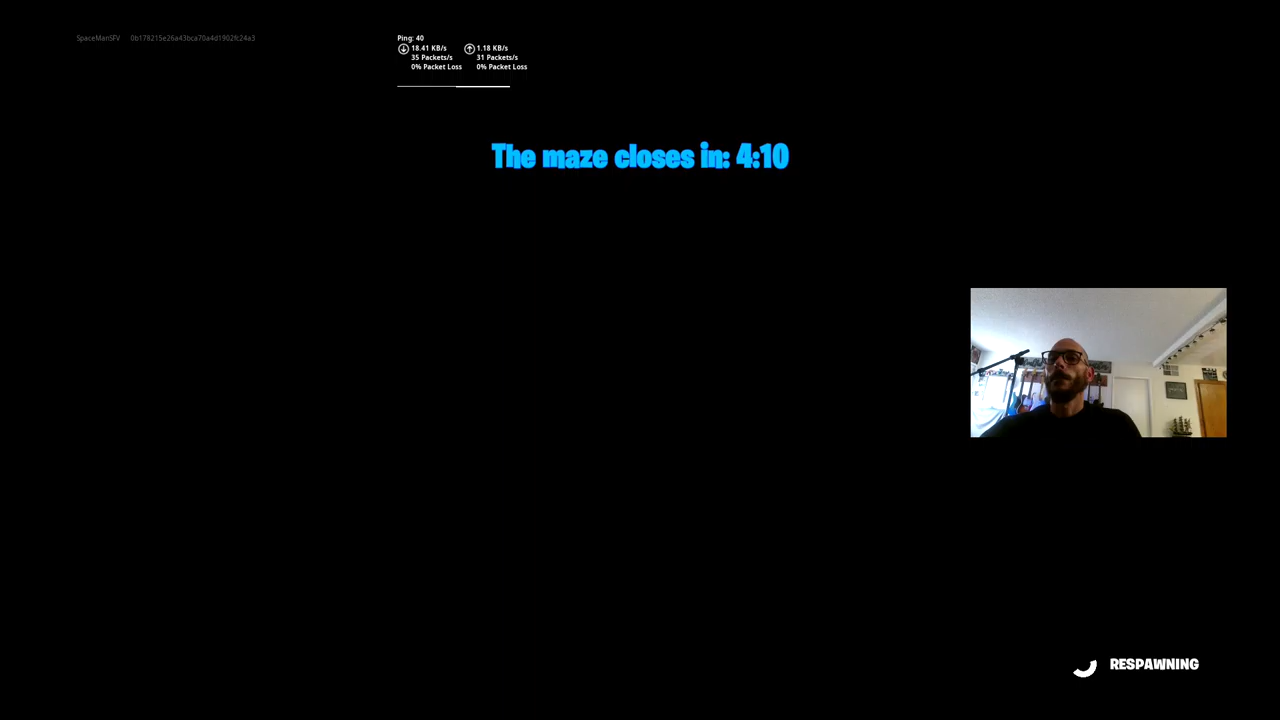 SpaceManSFV 0b178215e26a43bca70a4d1902fc24a3
Ping: 40
18.41 KB/s 1.18 KB/s
35 Packets/s 31 Packets/s
0% Packet Loss 0% Packet Loss
The maze closes in: 4:10
RESPAWNING